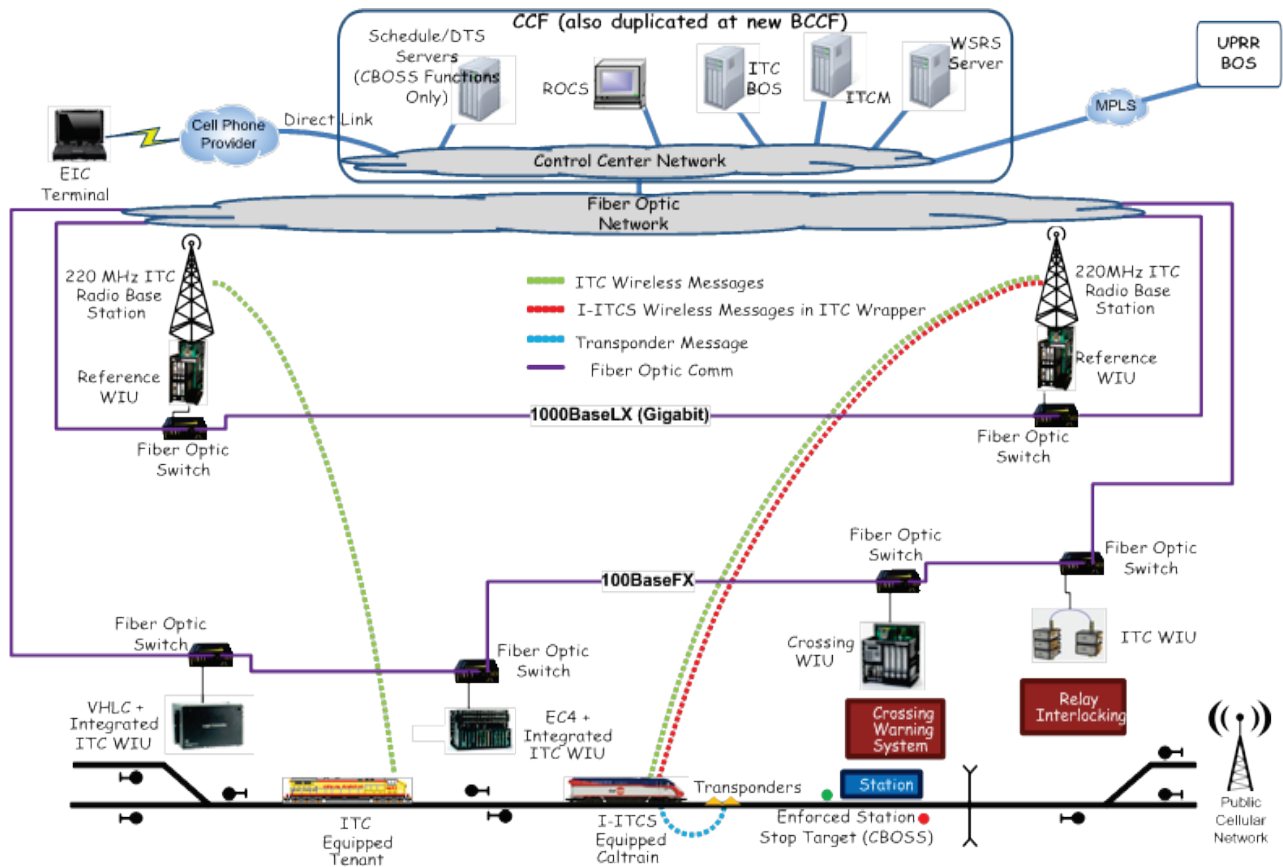 CCF (also duplicated at new BCCF)
Schedule/DTS
Servers
(CBOSS Functions
Only)
ROCS
ITC
BOS
ITCM
WSRS
Server
UPRR
BOS
MPLS
Cell Phone
Provider
Direct Link
EIC
Terminal
Control Center Network
Fiber Optic
Network
220 MHz ITC
Radio Base
Station
ITC Wireless Messages
I-ITCS Wireless Messages in ITC Wrapper
Transponder Message
Fiber Optic Comm
220MHz ITC
Radio Base
Station
Reference
WIU
Reference
WIU
1000BaseLX (Gigabit)
Fiber Optic
Switch
Fiber Optic
Switch
Fiber Optic
Switch
Fiber Optic
Switch
100BaseFX
Fiber Optic
Switch
Fiber Optic
Switch
Crossing
WIU
ITC WIU
VHLC +
Integrated
ITC WIU
EC4 +
Integrated
ITC WIU
Crossing
Warning
System
Relay
Interlocking
Transponders
Station
ITC
Equipped
Tenant
I-ITCS
Equipped
Caltrain
Enforced Station
Stop Target (CBOSS)
Public
Cellular
Network